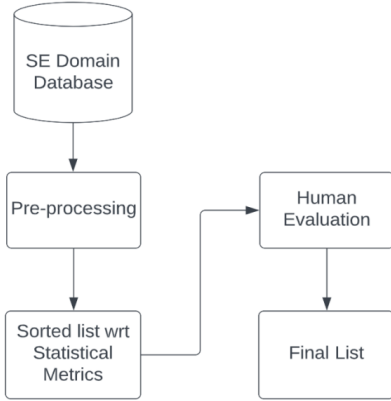 SE Domain
Database
Pre-processing
Sorted list wrt
Statistical
Metrics
Human
Evaluation
Final List